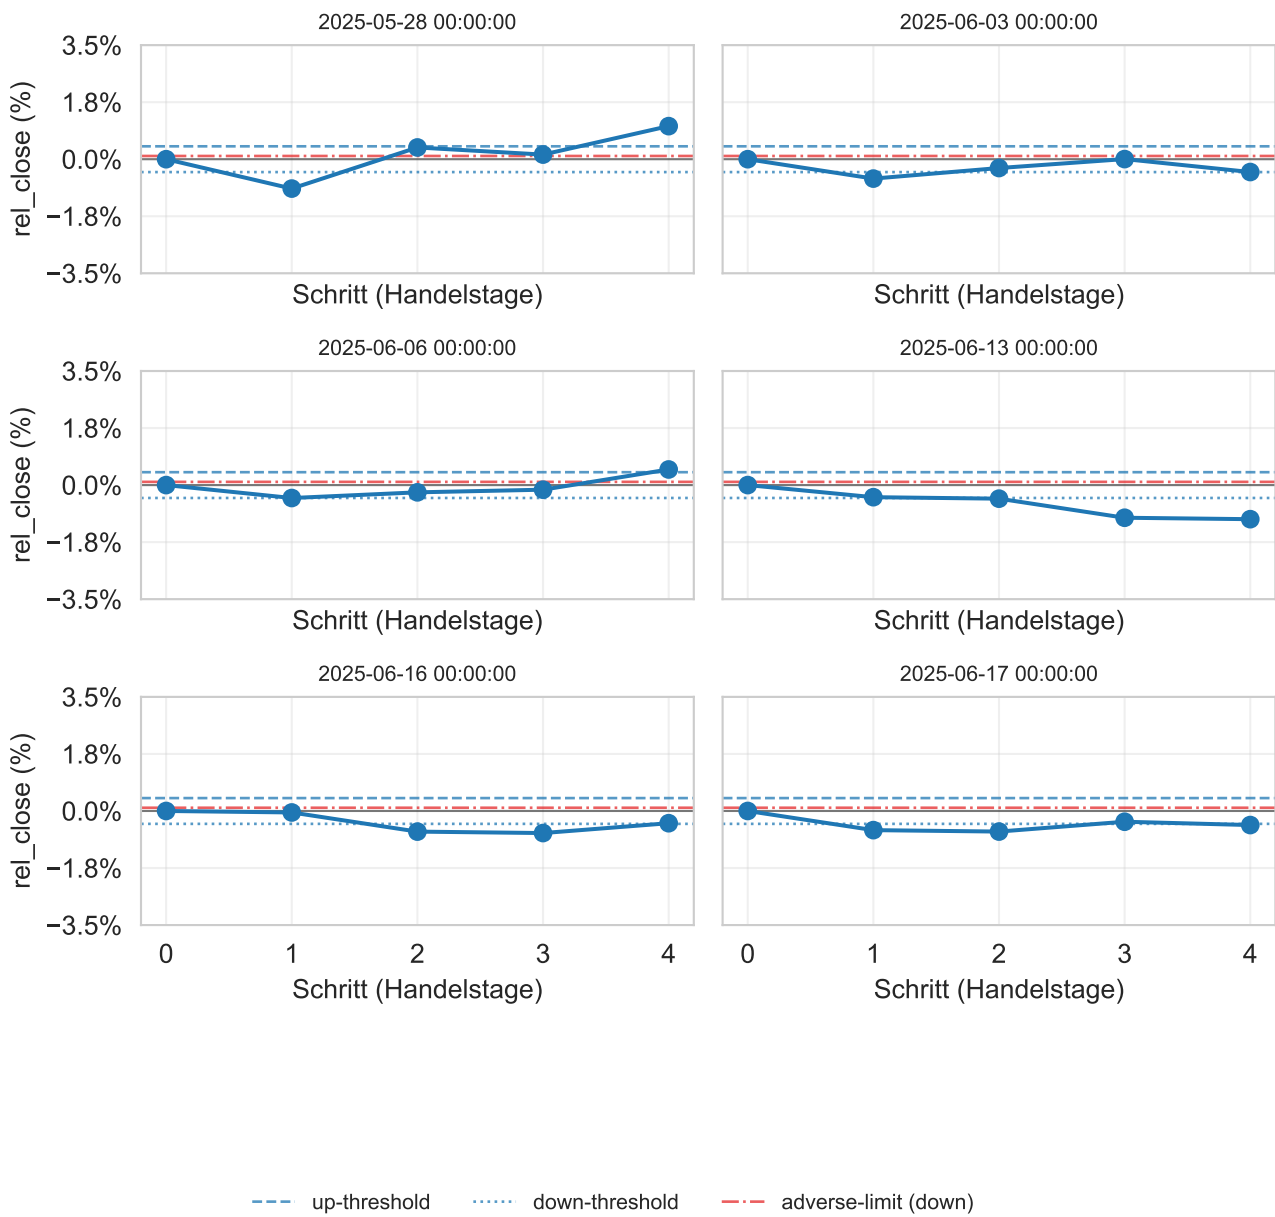 2025-05-28 00:00:00
2025-06-03 00:00:00
3.5%
1.8%
0.0%
−1.8%
−3.5%
rel_close (%)
Schritt (Handelstage)
Schritt (Handelstage)
2025-06-06 00:00:00
2025-06-13 00:00:00
3.5%
1.8%
0.0%
−1.8%
−3.5%
rel_close (%)
Schritt (Handelstage)
Schritt (Handelstage)
2025-06-16 00:00:00
2025-06-17 00:00:00
3.5%
1.8%
0.0%
−1.8%
−3.5%
rel_close (%)
0 1 2 3 4
0 1 2 3 4
Schritt (Handelstage)
Schritt (Handelstage)
up-threshold down-threshold adverse-limit (down)